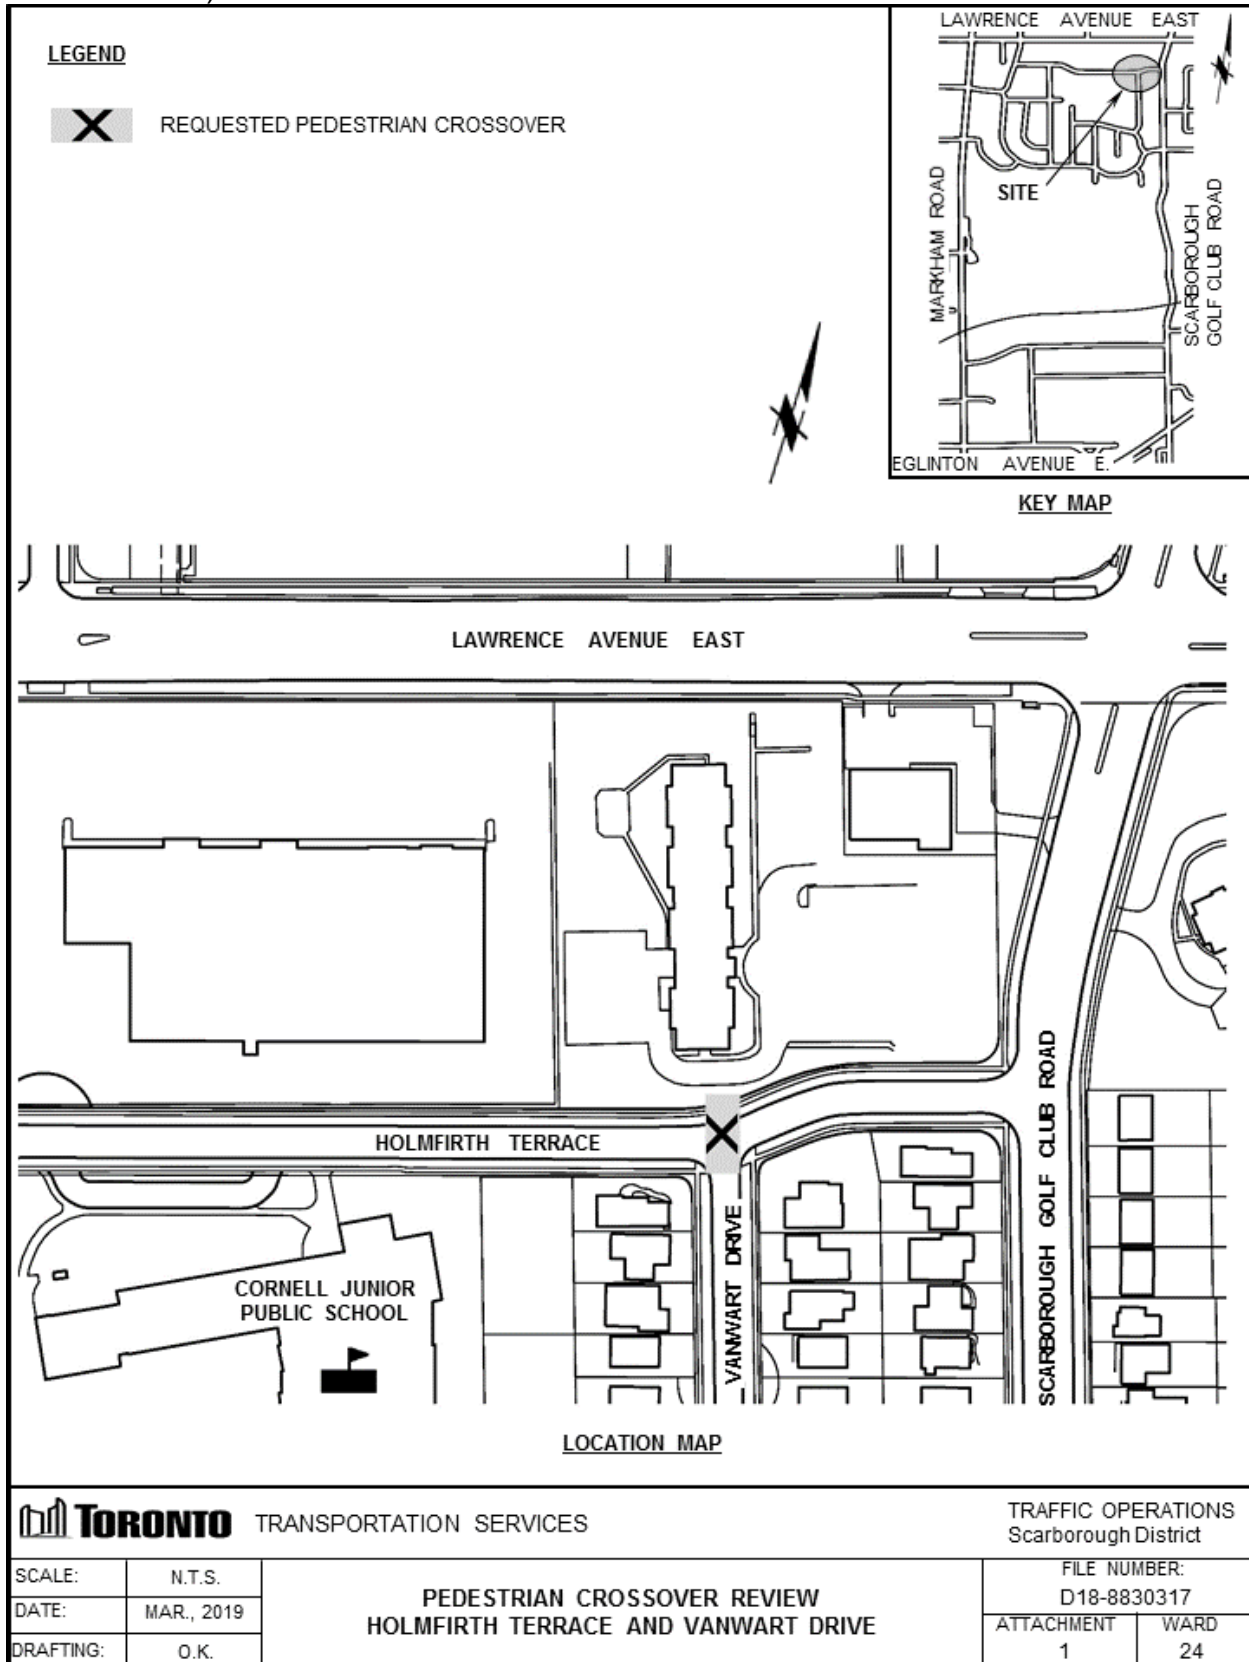 LEGEND
REQUESTED PEDESTRIAN CROSSOVER
LAWRENCE AVENUE EAST
SITE
MARKHAM ROAD
SCARBOROUGH
GOLF CLUB ROAD
EGLINTON AVENUE E.
KEY MAP
LAWRENCE AVENUE EAST
HOLMFIRTH TERRACE
SCARBOROUGH GOLF CLUB ROAD
VANWART DRIVE
CORNELL JUNIOR
PUBLIC SCHOOL
LOCATION MAP
TORONTO TRANSPORTATION SERVICES
TRAFFIC OPERATIONS
Scarborough District
SCALE: N.T.S.
DATE: MAR., 2019
DRAFTING: O.K.
PEDESTRIAN CROSSOVER REVIEW
HOLMFIRTH TERRACE AND VANWART DRIVE
FILE NUMBER:
D18-8830317
ATTACHMENT WARD
1 24